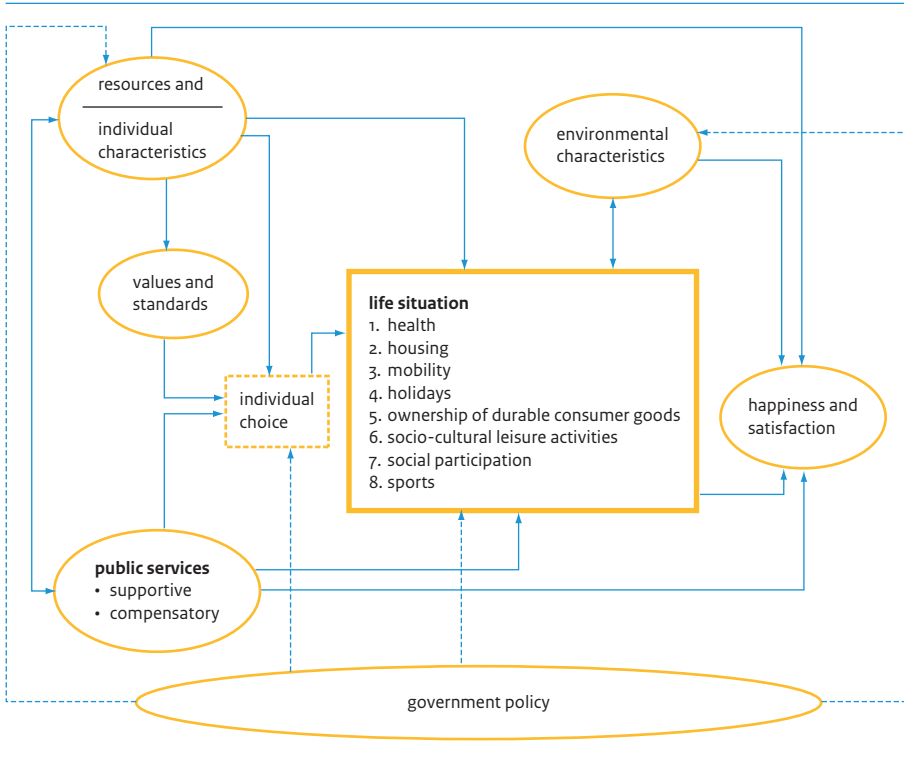 resources and
individual
characteristics
environmental
characteristics
values and
standards
life situation
1. health
2. housing
3. mobility
4. holidays
5. ownership of durable consumer goods
6. socio-cultural leisure activities
7. social participation
8. sports
individual
choice
happiness and
satisfaction
public services
• supportive
• compensatory
government policy